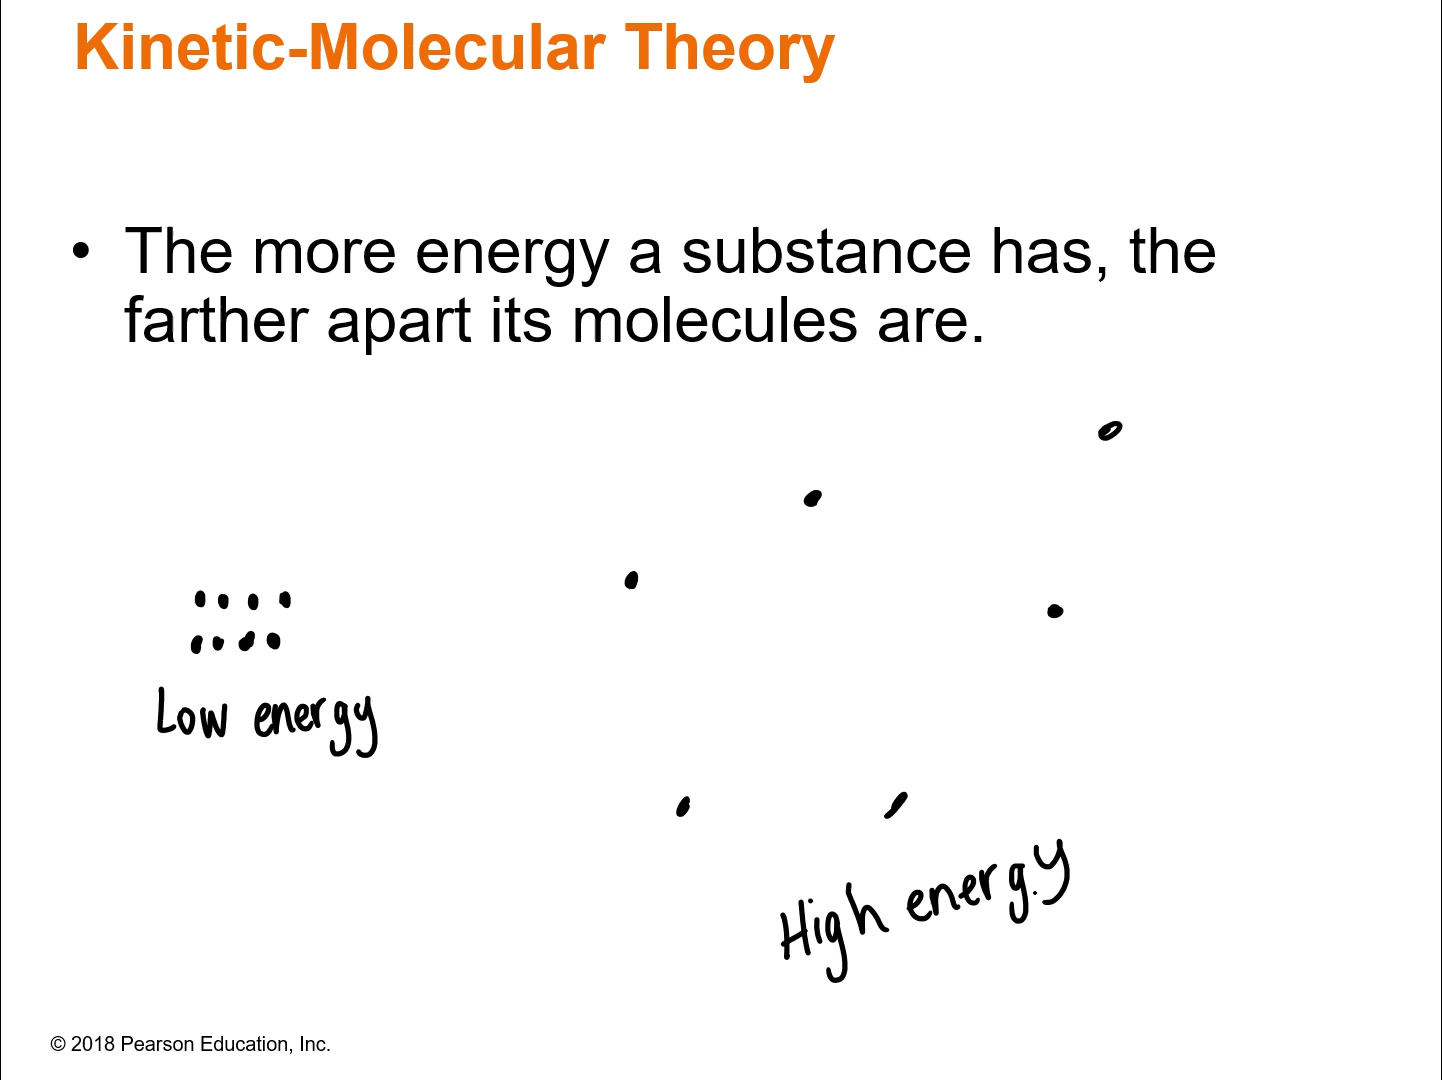 Kinetic-Molecular Theory
• The more energy a substance has, the
farther apart its molecules are.
Low energy
High energy
© 2018 Pearson Education, Inc.